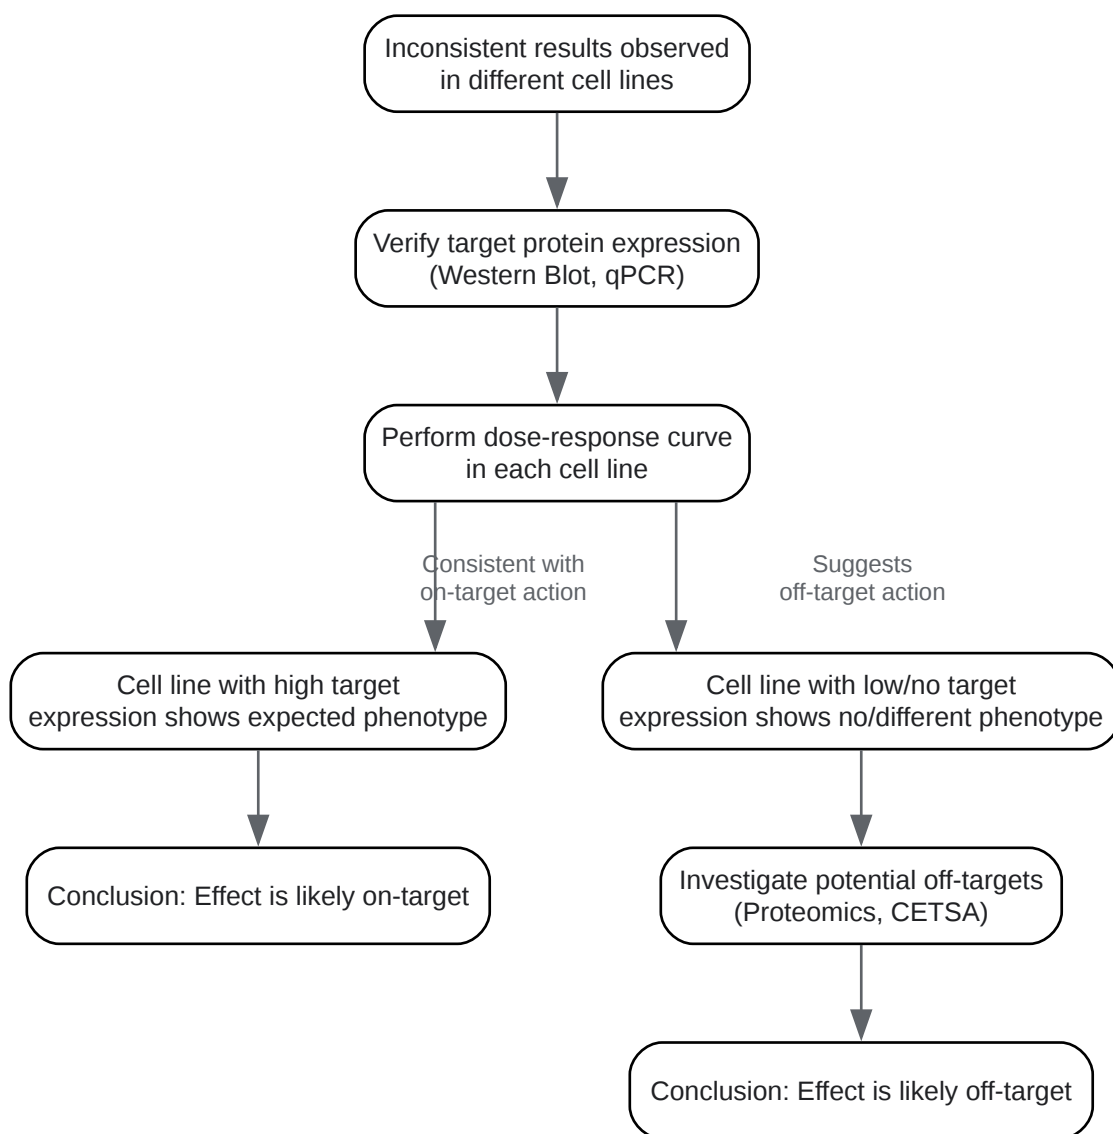 Inconsistent results observed
in different cell lines
Verify target protein expression
(Western Blot, qPCR)
Perform dose-response curve
in each cell line
Consistent with
on-target action
Suggests
off-target action
Cell line with high target
expression shows expected phenotype
Cell line with low/no target
expression shows no/different phenotype
Conclusion: Effect is likely on-target
Investigate potential off-targets
(Proteomics, CETSA)
Conclusion: Effect is likely off-target